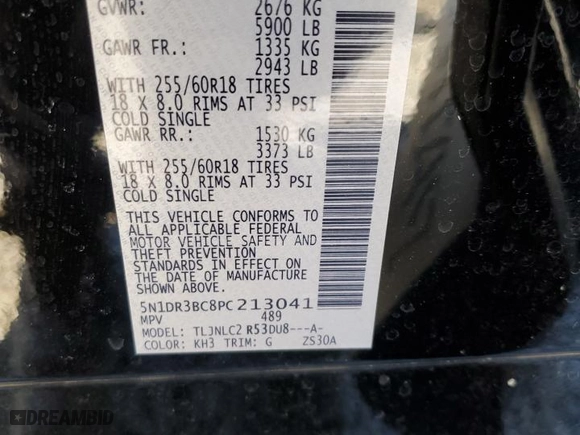 GVWR: 2676 KG
5900 LB
GAWR FR.: 1335 KG
2943 LB
WITH 255/60R18 TIRES
18 X 8.0 RIMS AT 33 PSI
COLD SINGLE
GAWR RR.: 1530 KG
3373 LB
WITH 255/60R18 TIRES
18 X 8.0 RIMS AT 33 PSI
COLD SINGLE
THIS VEHICLE CONFORMS TO
ALL APPLICABLE FEDERAL
MOTOR VEHICLE SAFETY AND
THEFT PREVENTION
STANDARDS IN EFFECT ON
THE DATE OF MANUFACTURE
SHOWN ABOVE.
5N1DR3BC8PC213041
MPV 489
MODEL: TLJNLC2 R53DU8---A-
COLOR: KH3 TRIM: G ZS30A
DREAMBID